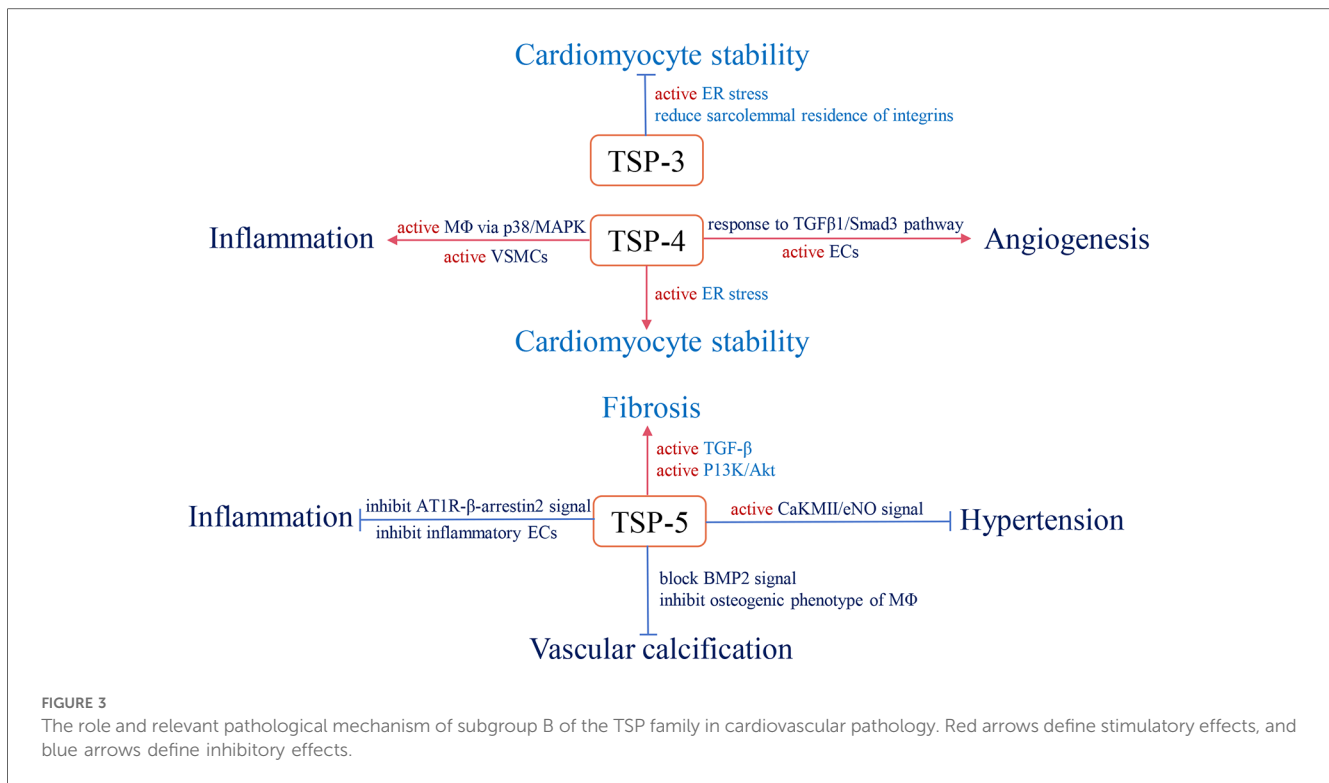 Cardiomyocyte stability
active ER stress
reduce sarcolemmal residence of integrins
TSP-3
Inflammation
active MΦ via p38/MAPK
active VSMCs
TSP-4
response to TGFβ1/Smad3 pathway
active ECs
Angiogenesis
active ER stress
Cardiomyocyte stability
Fibrosis
active TGF-β
active P13K/Akt
Inflammation
inhibit AT1R-β-arrestin2 signal
inhibit inflammatory ECs
TSP-5
active CaKMII/eNO signal
Hypertension
block BMP2 signal
inhibit osteogenic phenotype of MΦ
Vascular calcification
FIGURE 3
The role and relevant pathological mechanism of subgroup B of the TSP family in cardiovascular pathology. Red arrows define stimulatory effects, and
blue arrows define inhibitory effects.